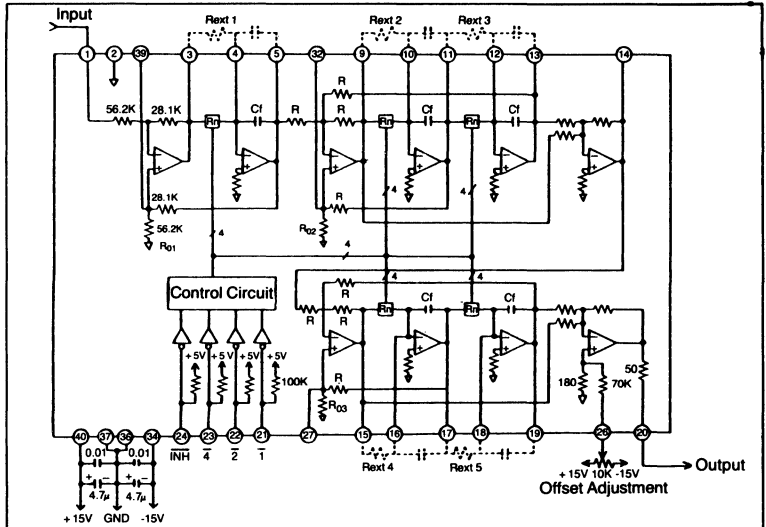 Input
Rext 1
Rext 2
Rext 3
1 2 39 3 4 5 32 9 10 11 12 13 14
R
56.2K 28.1K Rn Cf R R Rn Cf Rn Cf
28.1K
R
56.2K
R01
R02
4 4 4
4
4 4
R
Control Circuit
R R Rn Cf Rn Cf
+5V +5V +5V +5V
100K
R
R03
180 70K 50
40 37 36 34 24 23 22 21 27 15 16 17 18 19 26 20
INH 4 2 1
0.01 0.01
+ - + -
4.7µ 4.7µ
Rext 4
Rext 5
+15V 10K -15V
Output
Offset Adjustment
+15V GND -15V